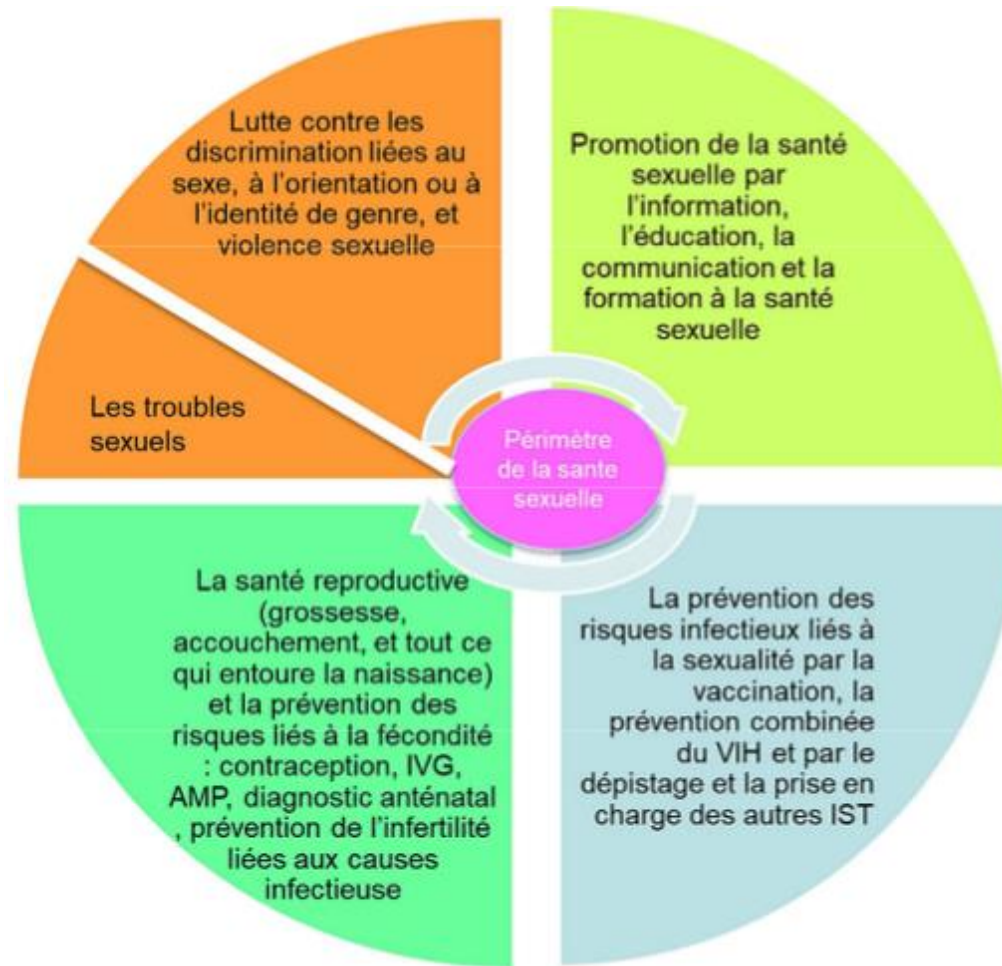 Lutte contre les
discrimination liées au
sexe, à l'orientation ou à
l'identité de genre, et
violence sexuelle
Promotion de la santé
sexuelle par
l'information,
l'éducation, la
communication et la
formation à la santé
sexuelle
Les troubles
sexuels
Périmètre
de la sante
sexuelle
La santé reproductive
(grossesse,
accouchement, et tout ce
qui entoure la naissance)
et la prévention des
risques liés à la fécondité
: contraception, IVG,
AMP, diagnostic anténatal
, prévention de l'infertilité
liées aux causes
infectieuse
La prévention des
risques infectieux liés à
la sexualité par la
vaccination, la
prévention combinée
du VIH et par le
dépistage et la prise en
charge des autres IST